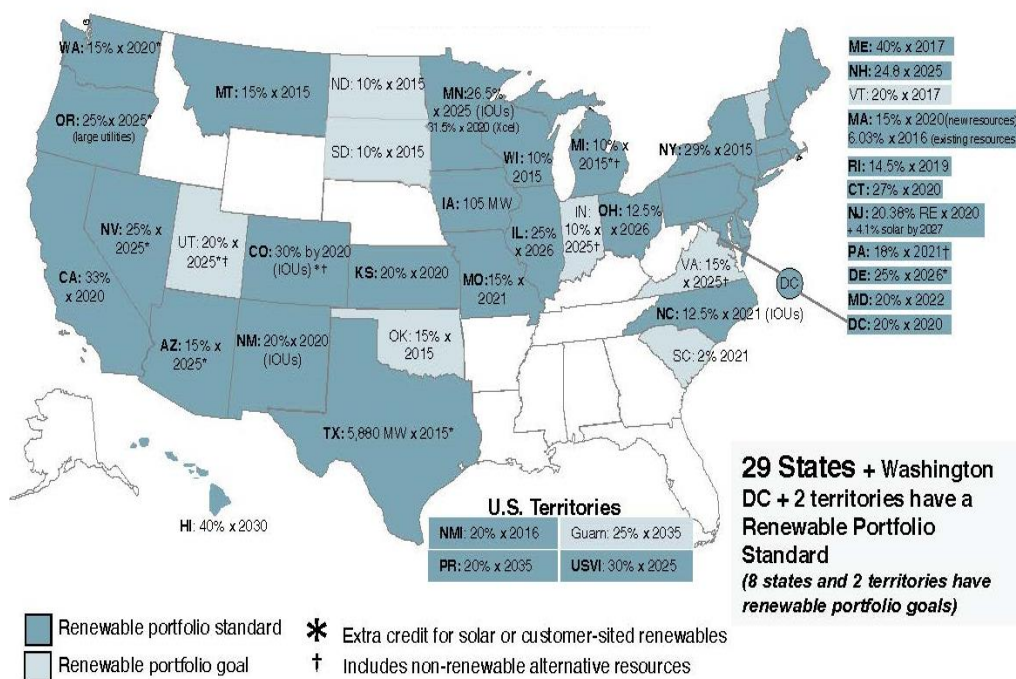 WA: 15% x 2020*
OR: 25% x 2025*
(large utilities)
CA: 33%
x 2020
NV: 25% x
2025*
MT: 15% x 2015
UT: 20% x
2025*†
AZ: 15% x
2025*
CO: 30% by 2020
(IOUs) *†
NM: 20%x 2020
(IOUs)
ND: 10% x 2015
SD: 10% x 2015
KS: 20% x 2020
OK: 15% x
2015
TX: 5,880 MW x 2015*
MN:26.5%
x 2025 (IOUs)
31.5% x 2020 (Xcel)
IA: 105 MW
MO:15% x
2021
WI: 10%
2015
IL: 25%
x 2026
MI: 10% x
2015*†
IN:
10% x
2025†
OH: 12.5%
x 2026
NY: 29% x 2015
VA: 15%
x 2025†
NC: 12.5% x 2021 (IOUs)
SC: 2% 2021
DC
HI: 40% x 2030
ME: 40% x 2017
NH: 24.8 x 2025
VT: 20% x 2017
MA: 15% x 2020(new resources)
6.03% x 2016 (existing resources)
RI: 14.5% x 2019
CT: 27% x 2020
NJ: 20.38% RE x 2020
+ 4.1% solar by 2027
PA: 18% x 2021†
DE: 25% x 2026*
MD: 20% x 2022
DC: 20% x 2020
U.S. Territories
NMI: 20% x 2016
Guam: 25% x 2035
PR: 20% x 2035
USVI: 30% x 2025
29 States + Washington
DC + 2 territories have a
Renewable Portfolio
Standard
(8 states and 2 territories have
renewable portfolio goals)
Renewable portfolio standard
* Extra credit for solar or customer-sited renewables
Renewable portfolio goal
† Includes non-renewable alternative resources